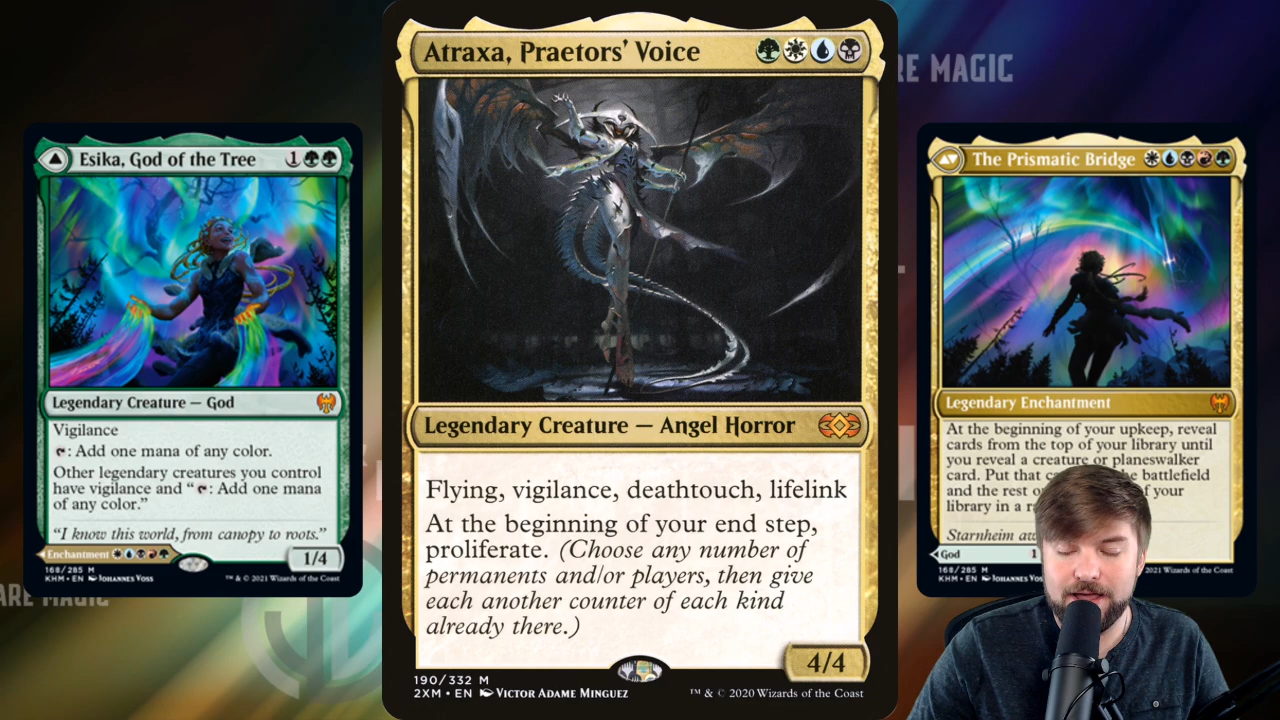 Esika, God of the Tree 1
Legendary Creature — God
Vigilance
: Add one mana of any color.
Other legendary creatures you control
have vigilance and “ : Add one mana
of any color.”
“I know this world, from canopy to roots.”
Enchantment
1/4
168/285 M
KHM • EN JOHANNES VOSS
™ & © 2021 Wizards of the Coast
ARE MAGIC
Atraxa, Praetors’ Voice
Legendary Creature — Angel Horror
Flying, vigilance, deathtouch, lifelink
At the beginning of your end step,
proliferate. (Choose any number of
permanents and/or players, then give
each another counter of each kind
already there.)
4/4
190/332 M
2XM • EN VICTOR ADAME MINGUEZ
™ & © 2020 Wizards of the Coast
RE MAGIC
The Prismatic Bridge
Legendary Enchantment
At the beginning of your upkeep, reveal
cards from the top of your library until
you reveal a creature or planeswalker
card. Put that he battlefield
and the rest of your
library in a
Starnheim
God 1
168/285 M
KHM • EN JOHANNES
2021 Wizards of the Coast